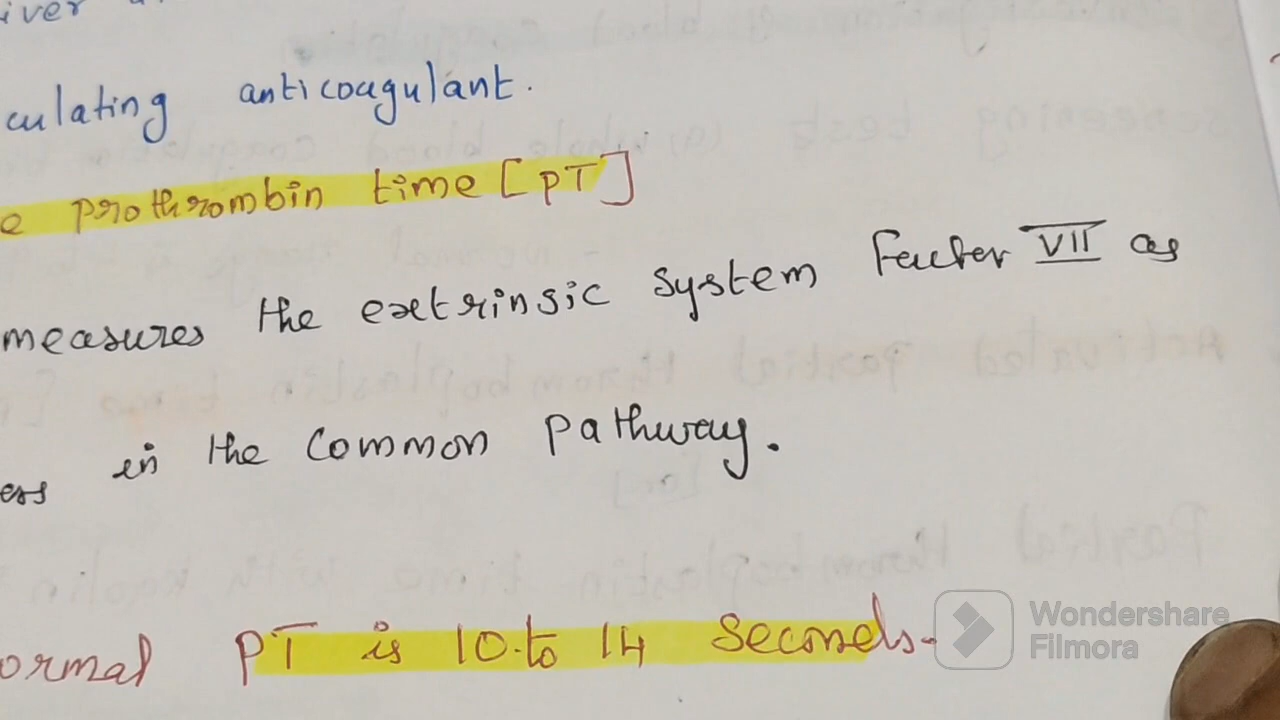 iver
culating anticoagulant.
e prothrombin time [PT]
measures the extrinsic system Factor VII as
ers in the common pathway.
ormal PT is 10 to 14 seconds.
Wondershare
Filmora